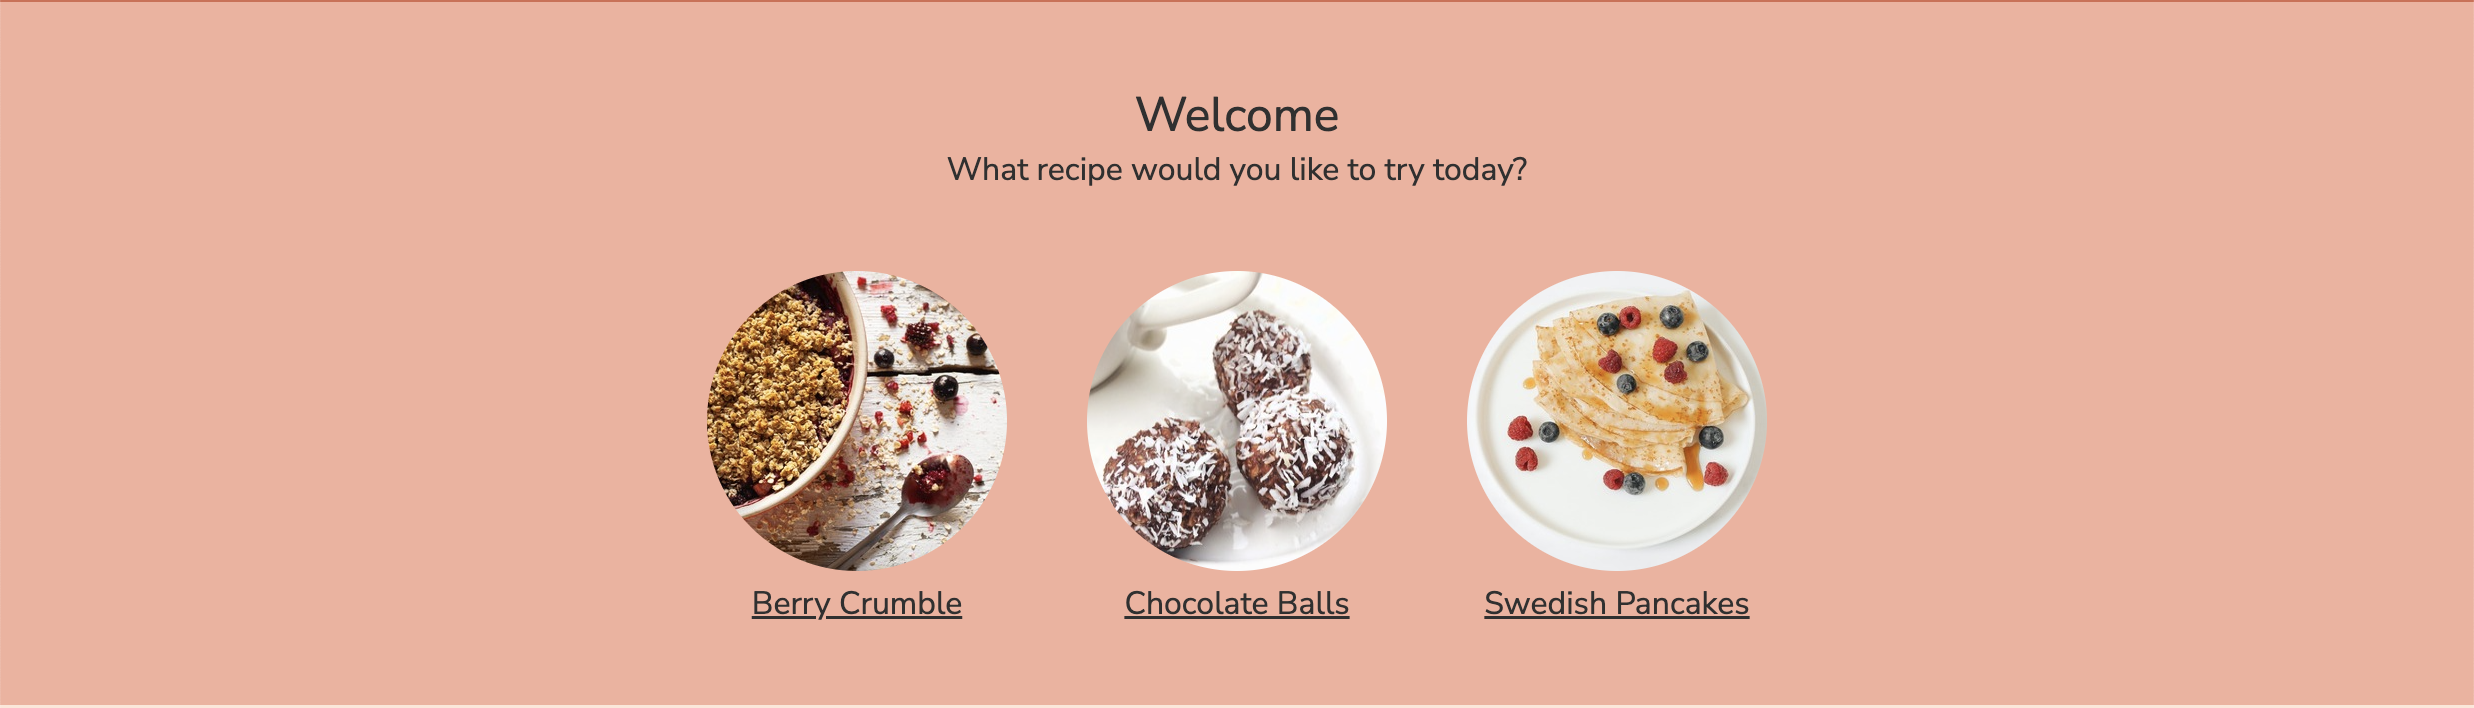 Welcome
What recipe would you like to try today?
Berry Crumble
Chocolate Balls
Swedish Pancakes